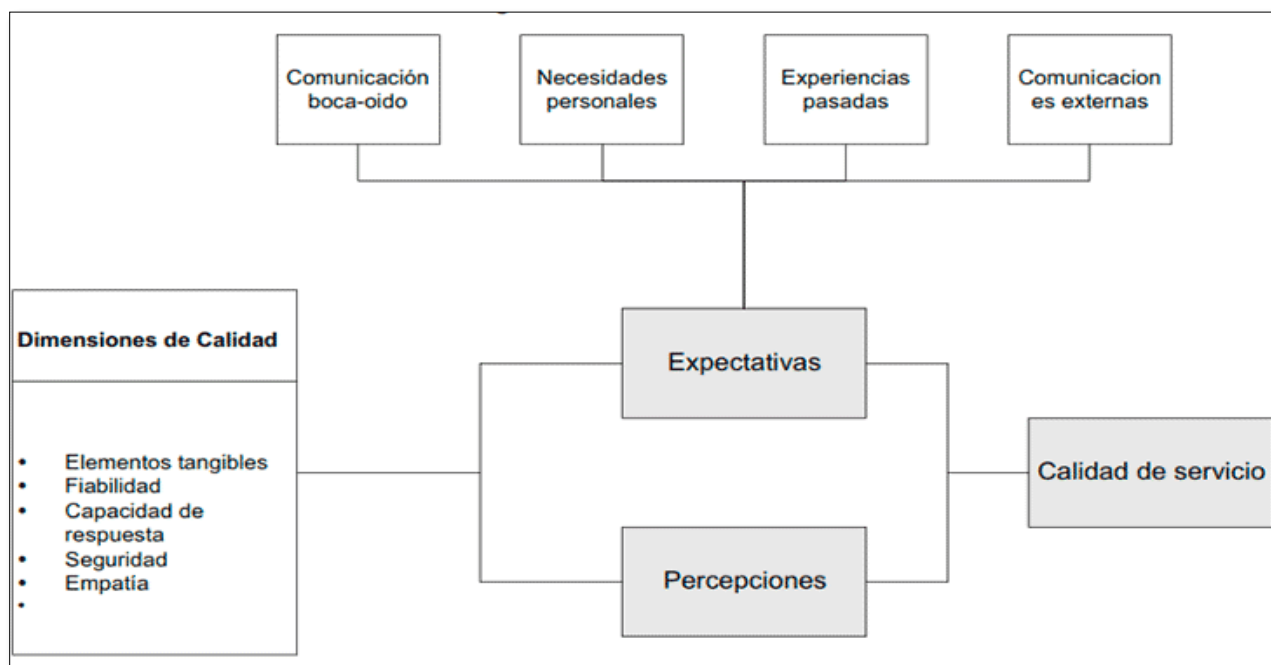 Comunicación
boca-oido
Necesidades
personales
Experiencias
pasadas
Comunicacion
es externas
Dimensiones de Calidad
• Elementos tangibles
• Fiabilidad
• Capacidad de
respuesta
• Seguridad
• Empatía
•
Expectativas
Percepciones
Calidad de servicio